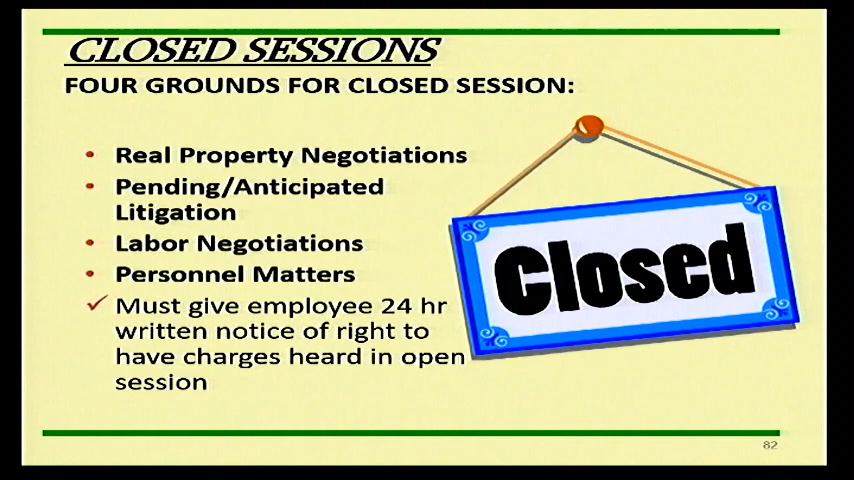 CLOSED SESSIONS
FOUR GROUNDS FOR CLOSED SESSION:
• Real Property Negotiations
• Pending/Anticipated
Litigation
• Labor Negotiations
• Personnel Matters
✓ Must give employee 24 hr
written notice of right to
have charges heard in open
session
Closed
82